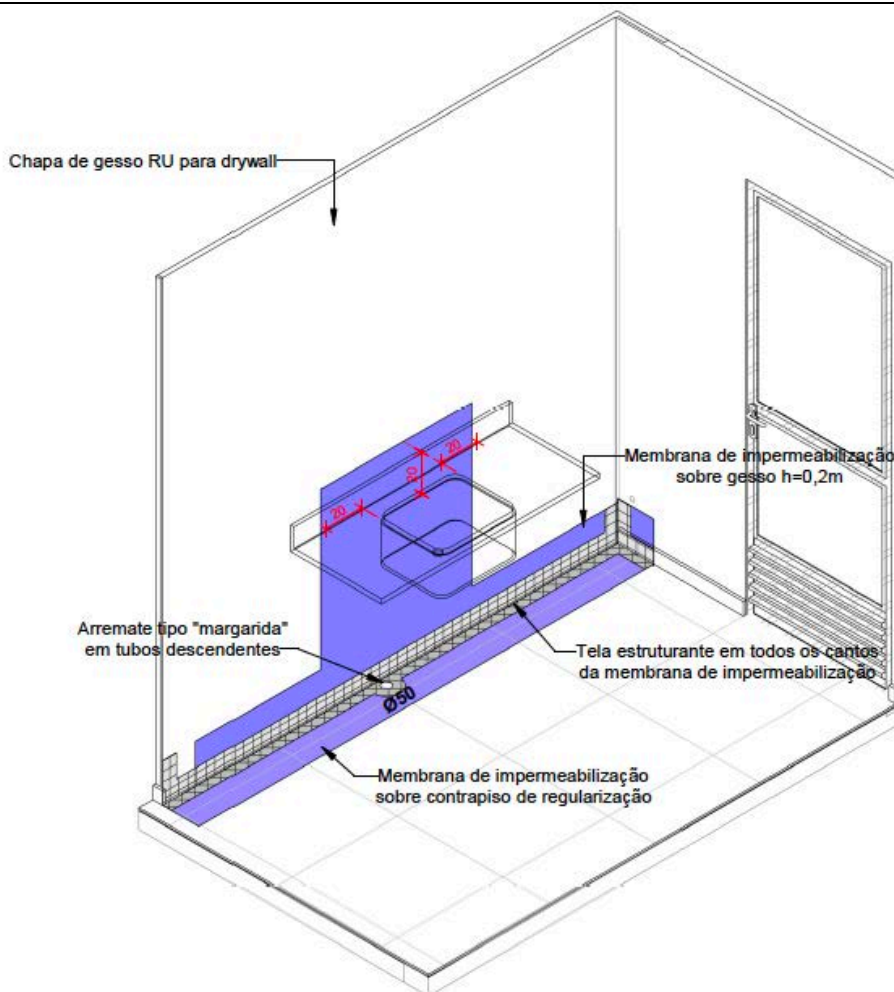 Chapa de gesso RU para drywall
20
20
20
Membrana de impermeabilização
sobre gesso h=0,2m
Arremate tipo "margarida"
em tubos descendentes
Tela estruturante em todos os cantos
da membrana de impermeabilização
Ø50
Membrana de impermeabilização
sobre contrapiso de regularização